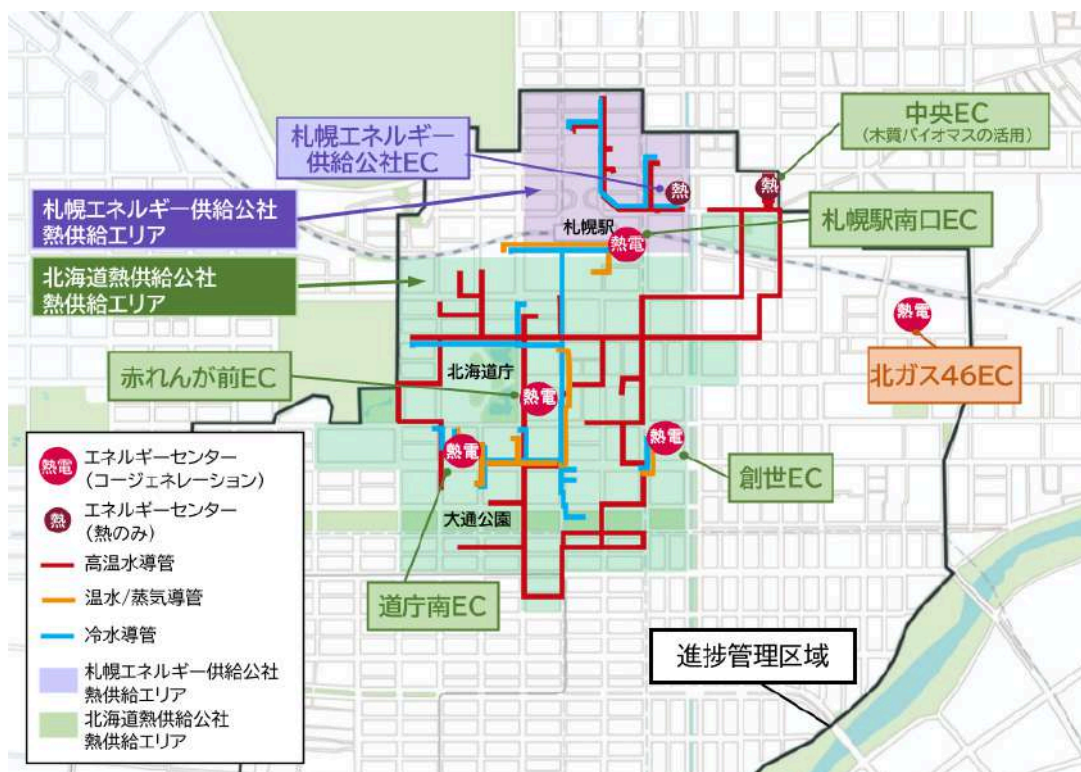 中央EC
(木質バイオマスの活用)
札幌エネルギー
供給公社EC
熱
熱
札幌エネルギー供給公社
熱供給エリア
札幌駅
熱電
札幌駅南口EC
北海道熱供給公社
熱供給エリア
熱電
北ガス46EC
赤れんが前EC
北海道庁
熱電
熱電
熱電
創世EC
大通公園
道庁南EC
進捗管理区域
熱電
エネルギーセンター
(コージェネレーション)
熱
エネルギーセンター
(熱のみ)
高温水導管
温水/蒸気導管
冷水導管
札幌エネルギー供給公社
熱供給エリア
北海道熱供給公社
熱供給エリア